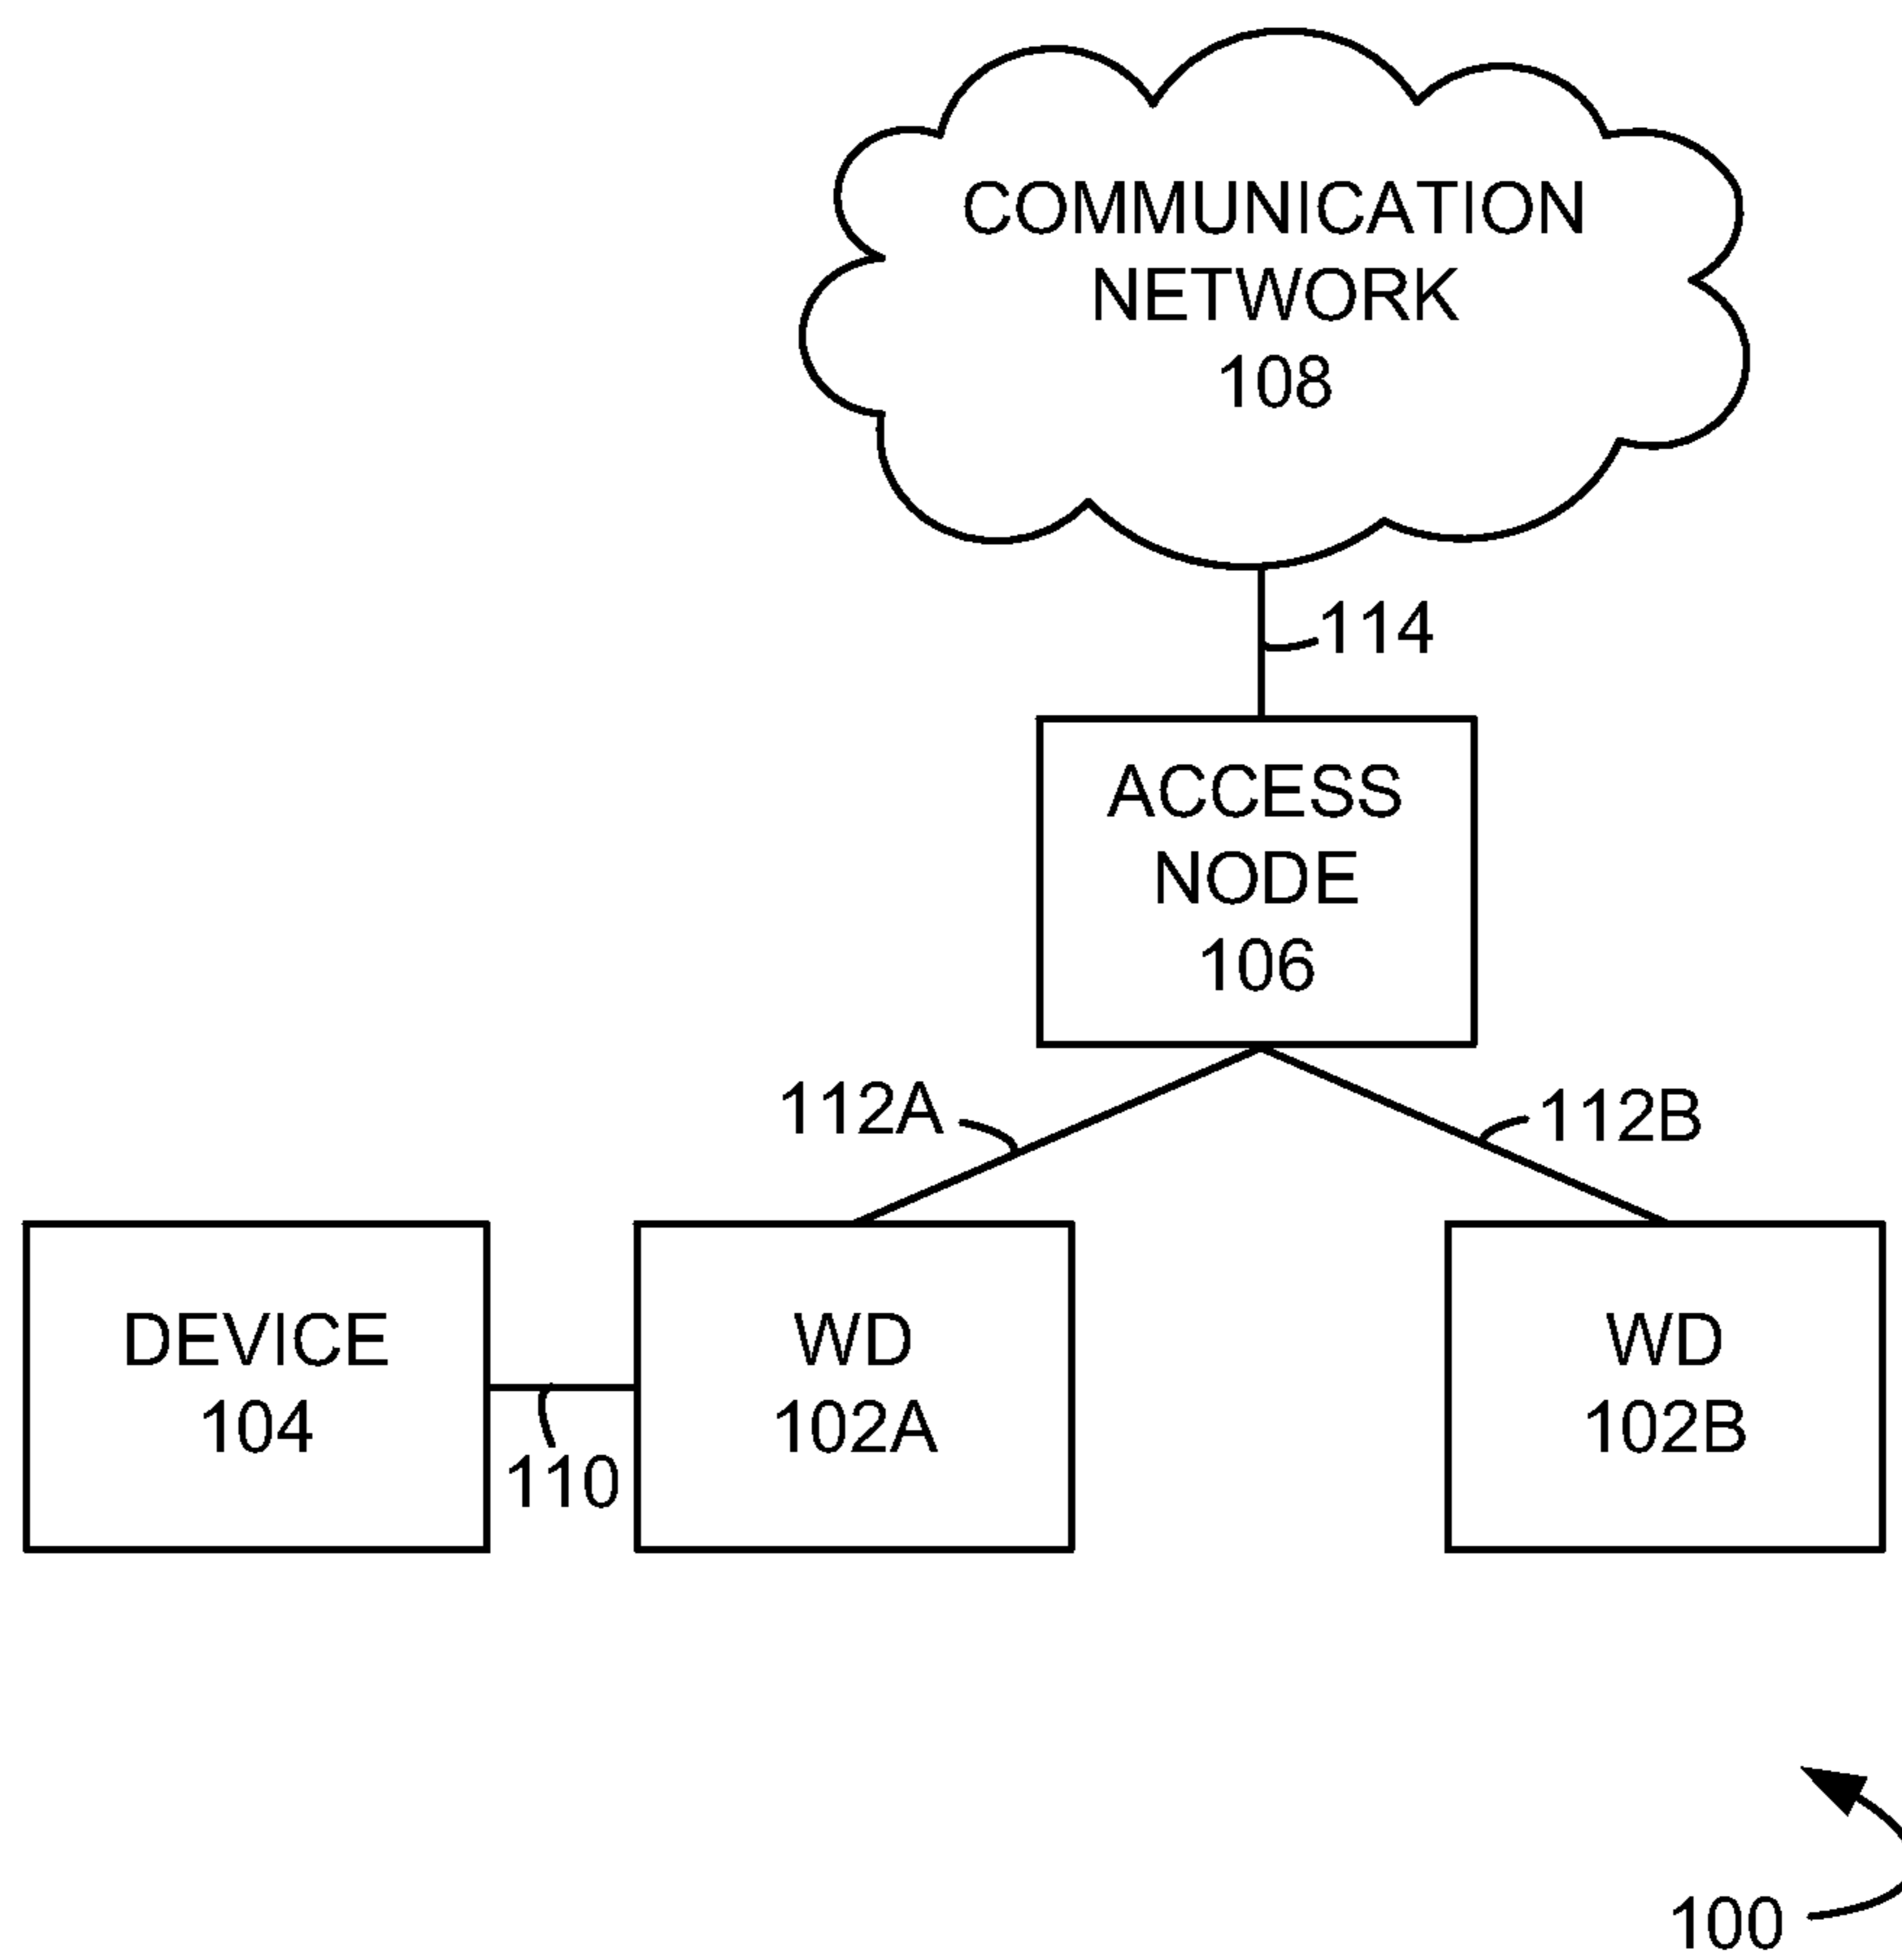 COMMUNICATION
NETWORK
108
114
ACCESS
NODE
106
112A
112B
DEVICE
104
110
WD
102A
WD
102B
100